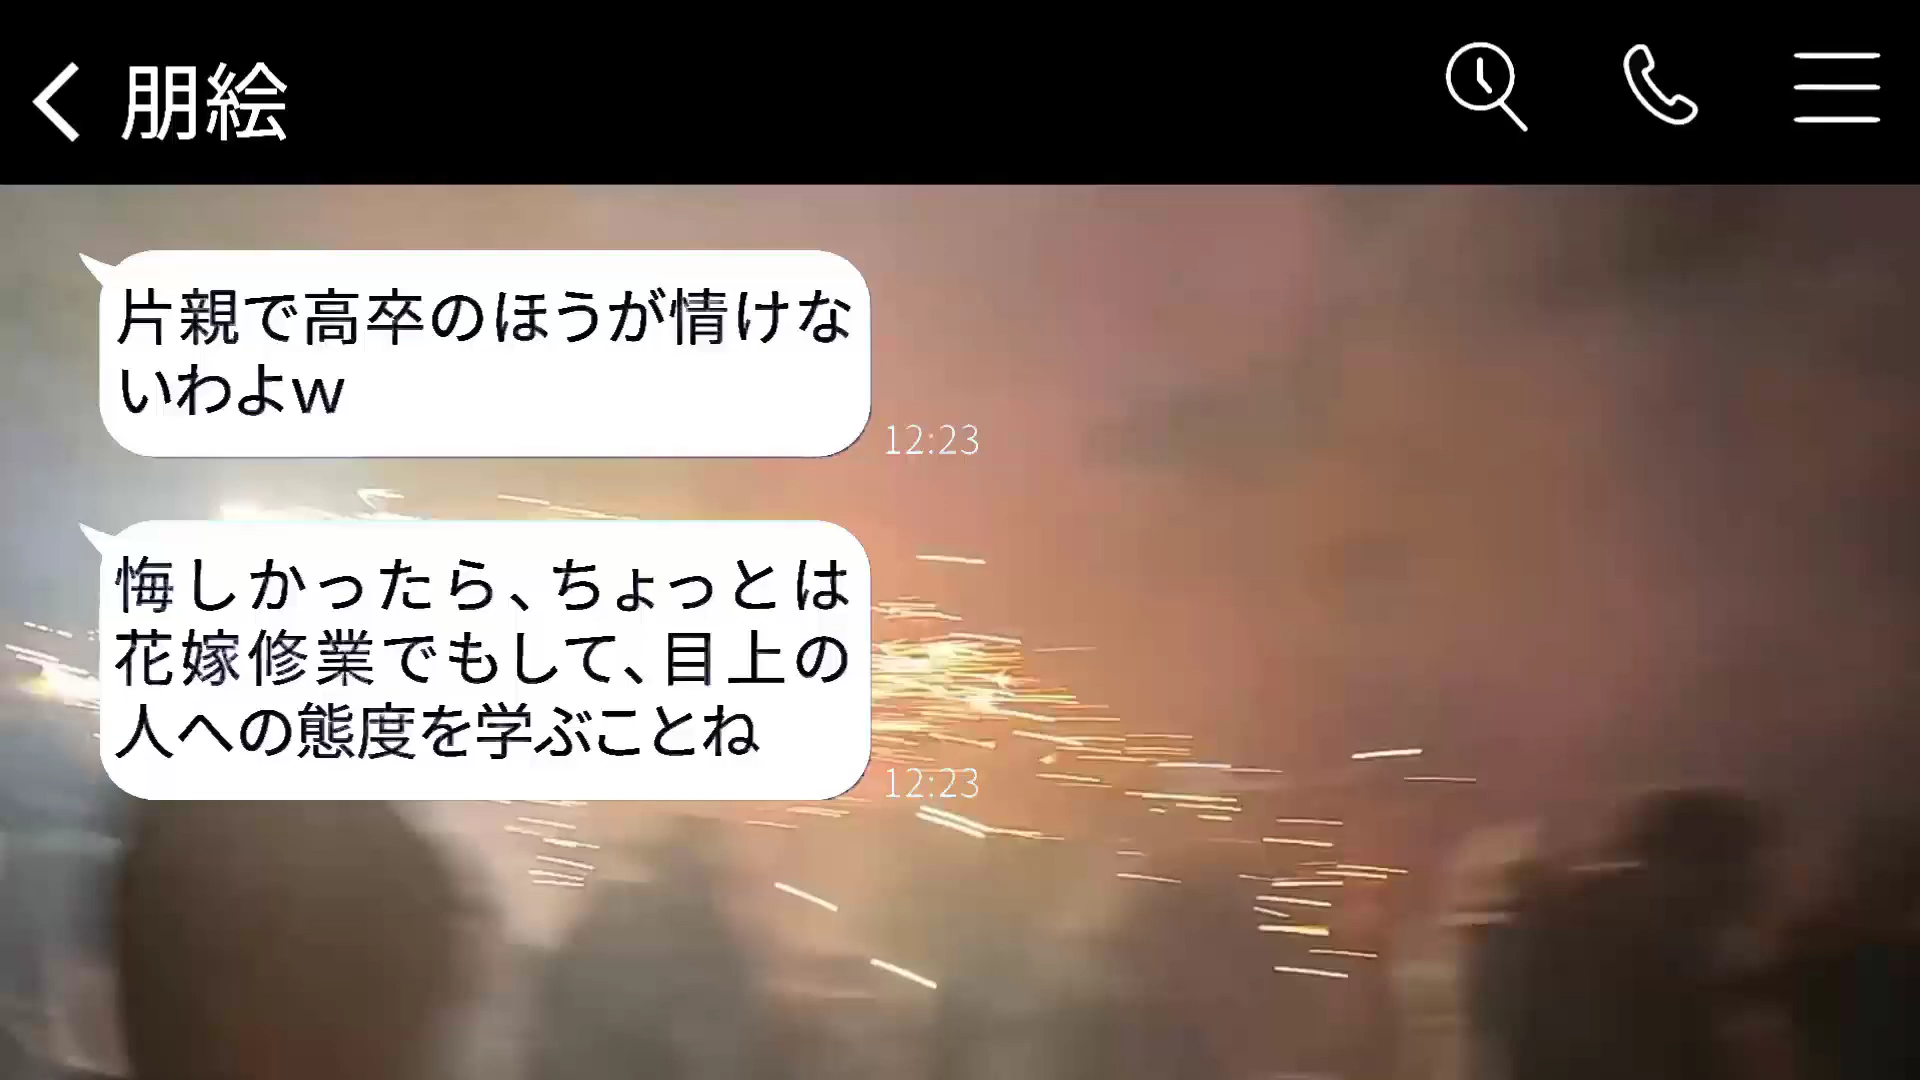 朋絵
片親で高卒のほうが情けな
いわよw
12:23
悔しかったら、ちょっとは
花嫁修業でもして、目上の
人への態度を学ぶことね
12:23